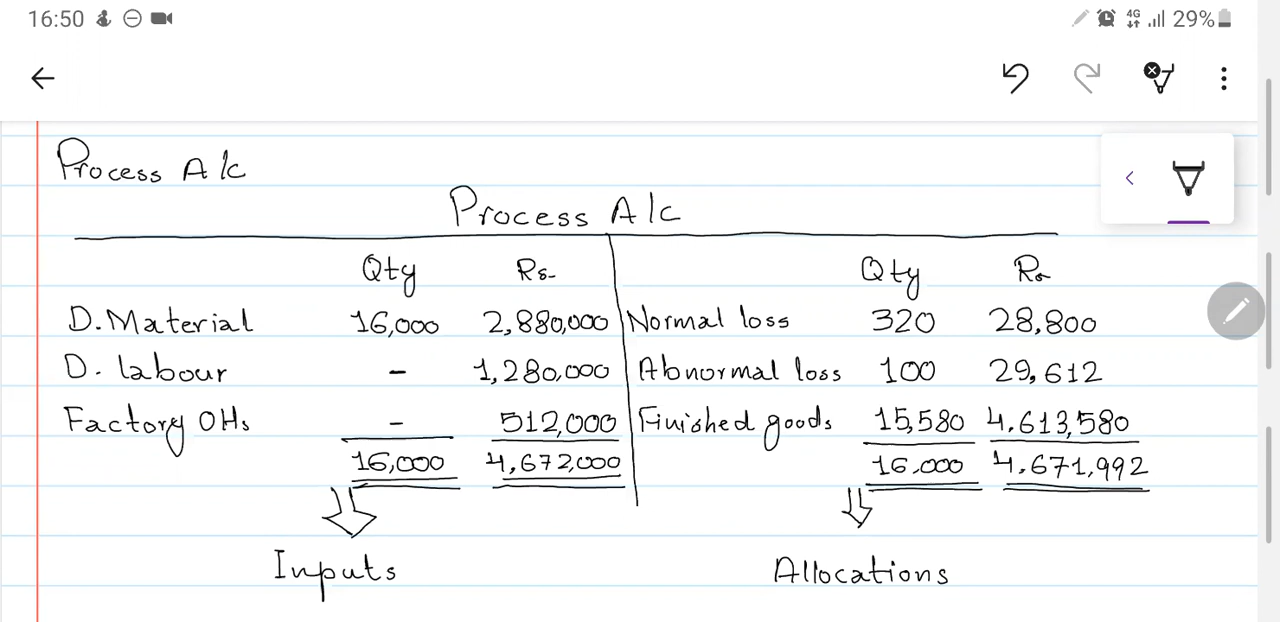 16:50 4G 29%
Process A/c
Process A/c
Qty Rs. Qty Rs
D.Material 16,000 2,880,000 Normal loss 320 28,800
D. labour - 1,280,000 Abnormal loss 100 29,612
Factory OHs - 512,000 Finished goods 15,580 4,613,580
16,000 4,672,000 16,000 4,671,992
Inputs Allocations